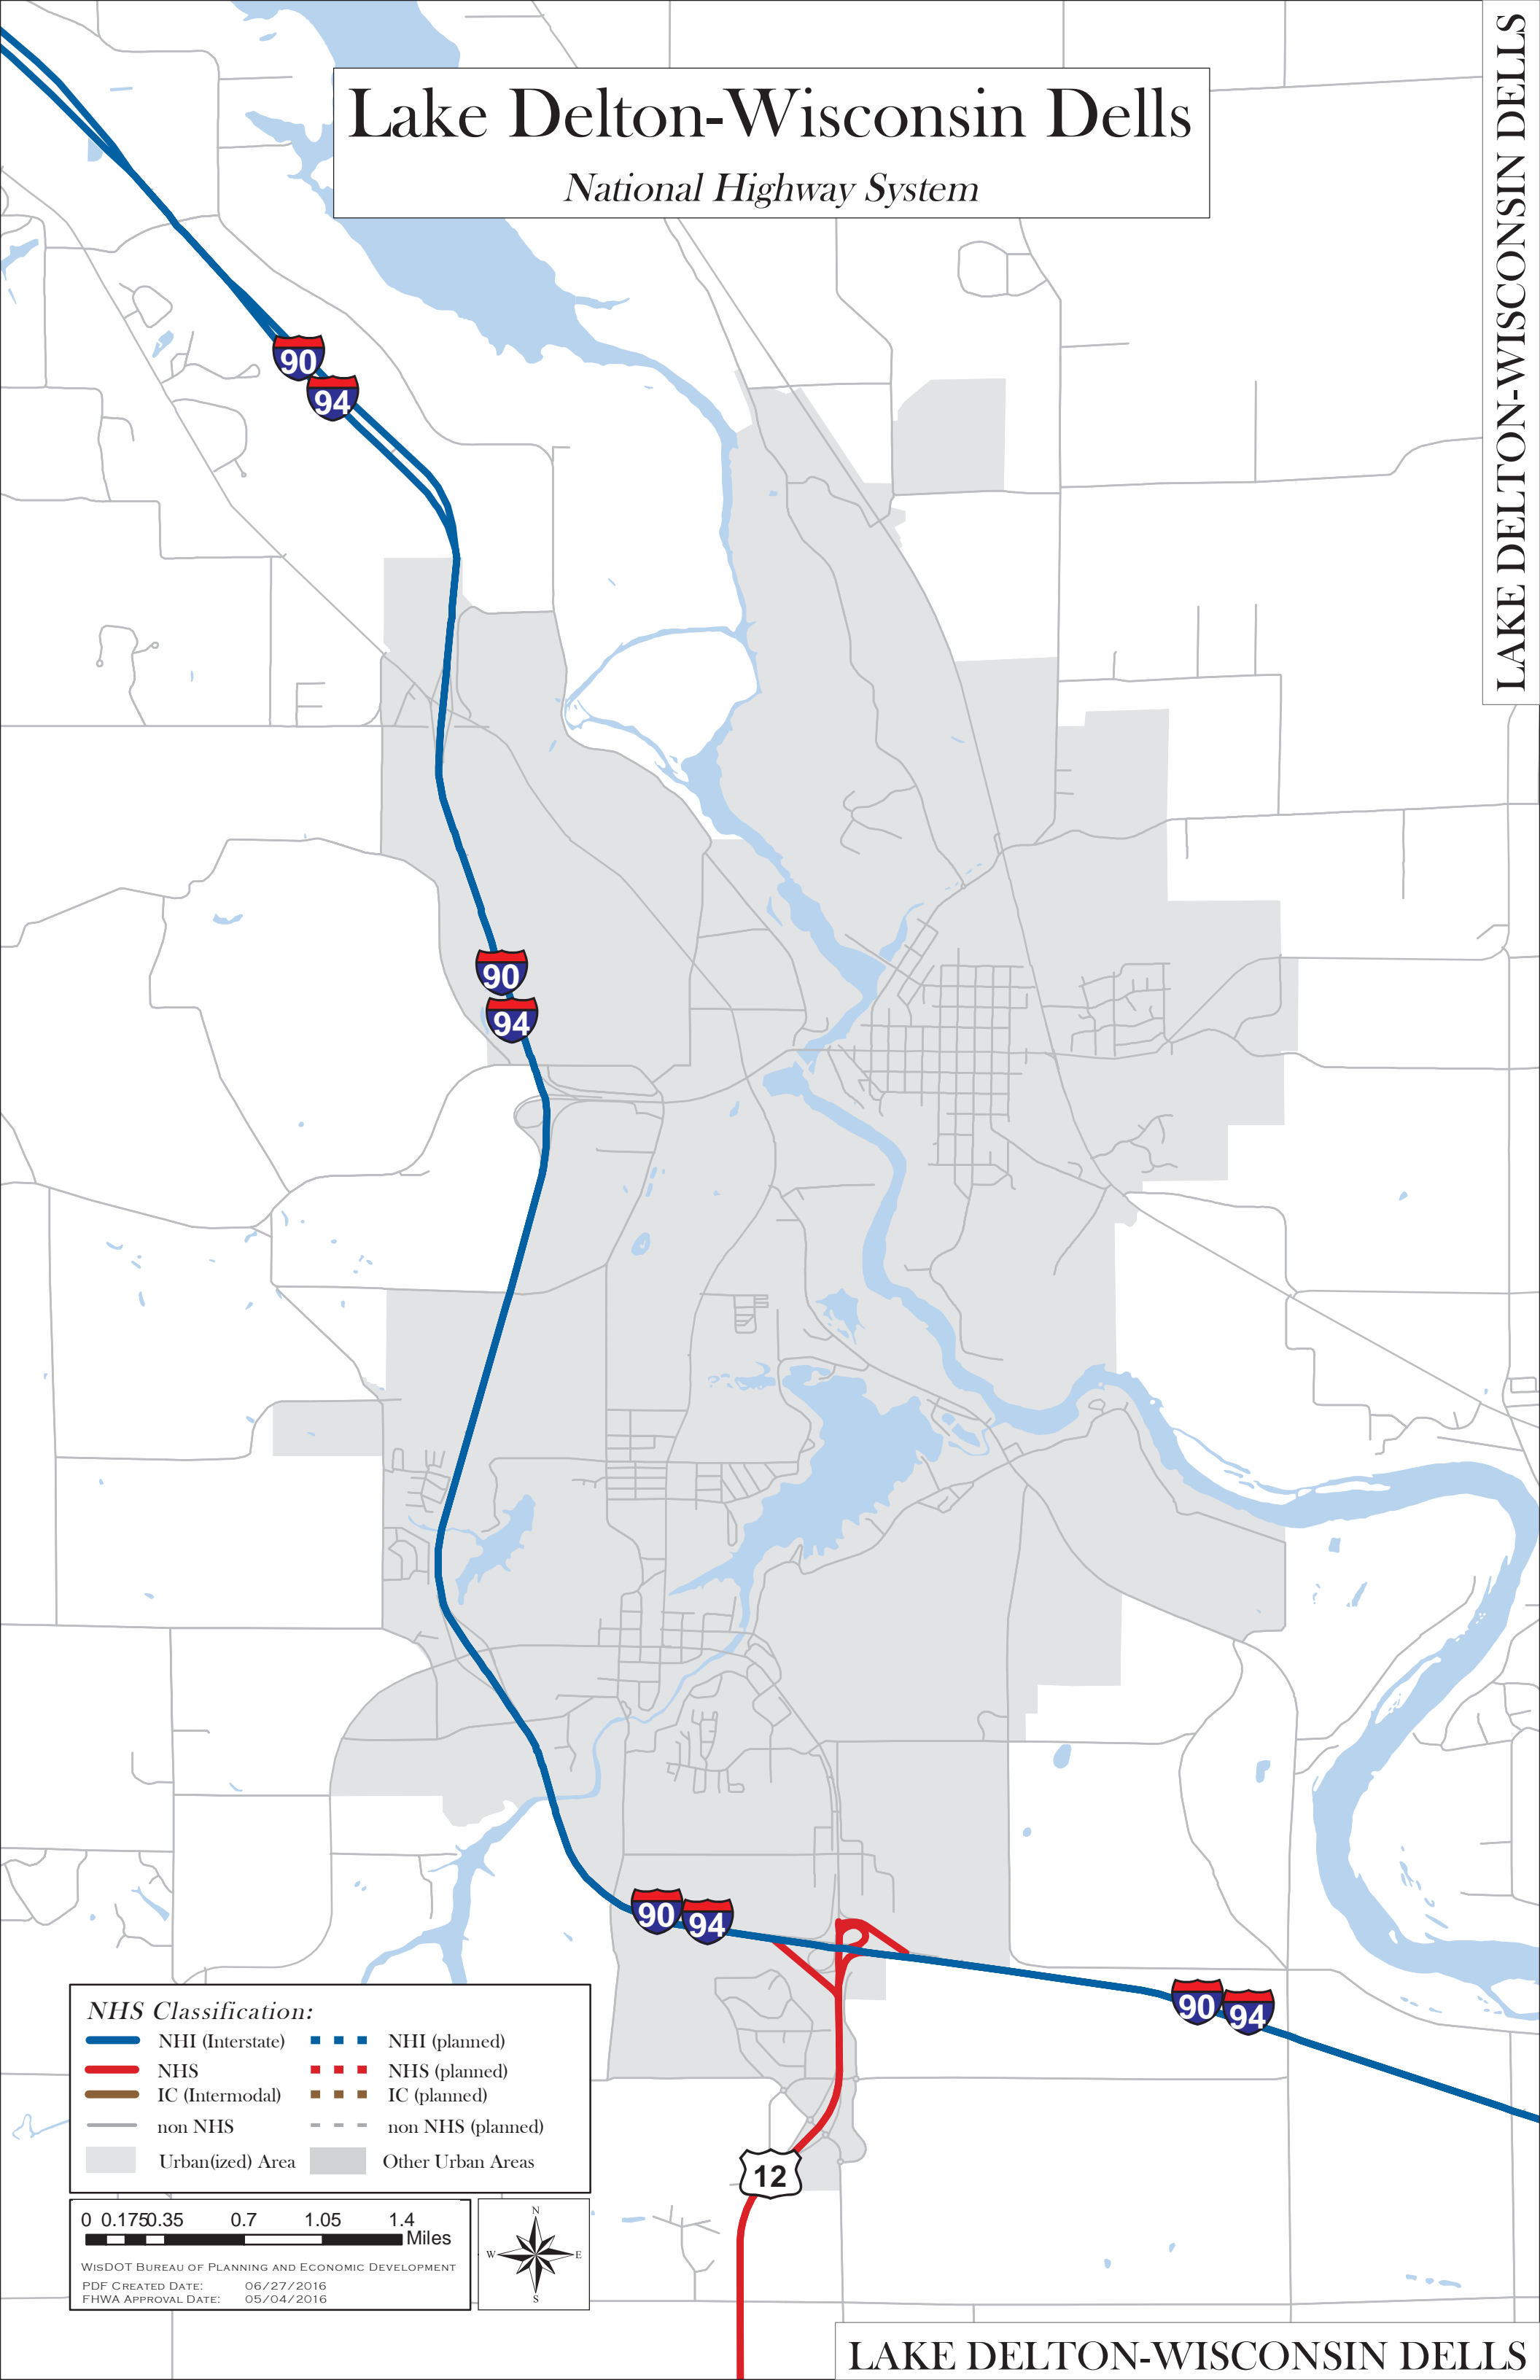 Lake Delton-Wisconsin Dells
National Highway System
LAKE DELTON-WISCONSIN DELLS
90
94
90
94
90
94
90
94
12
NHS Classification:
NHI (Interstate)
NHI (planned)
NHS
NHS (planned)
IC (Intermodal)
IC (planned)
non NHS
non NHS (planned)
Urban(ized) Area
Other Urban Areas
0 0.175 0.35 0.7 1.05 1.4
Miles
WISDOT BUREAU OF PLANNING AND ECONOMIC DEVELOPMENT
PDF CREATED DATE: 06/27/2016
FHWA APPROVAL DATE: 05/04/2016
N
W E
S
LAKE DELTON-WISCONSIN DELLS